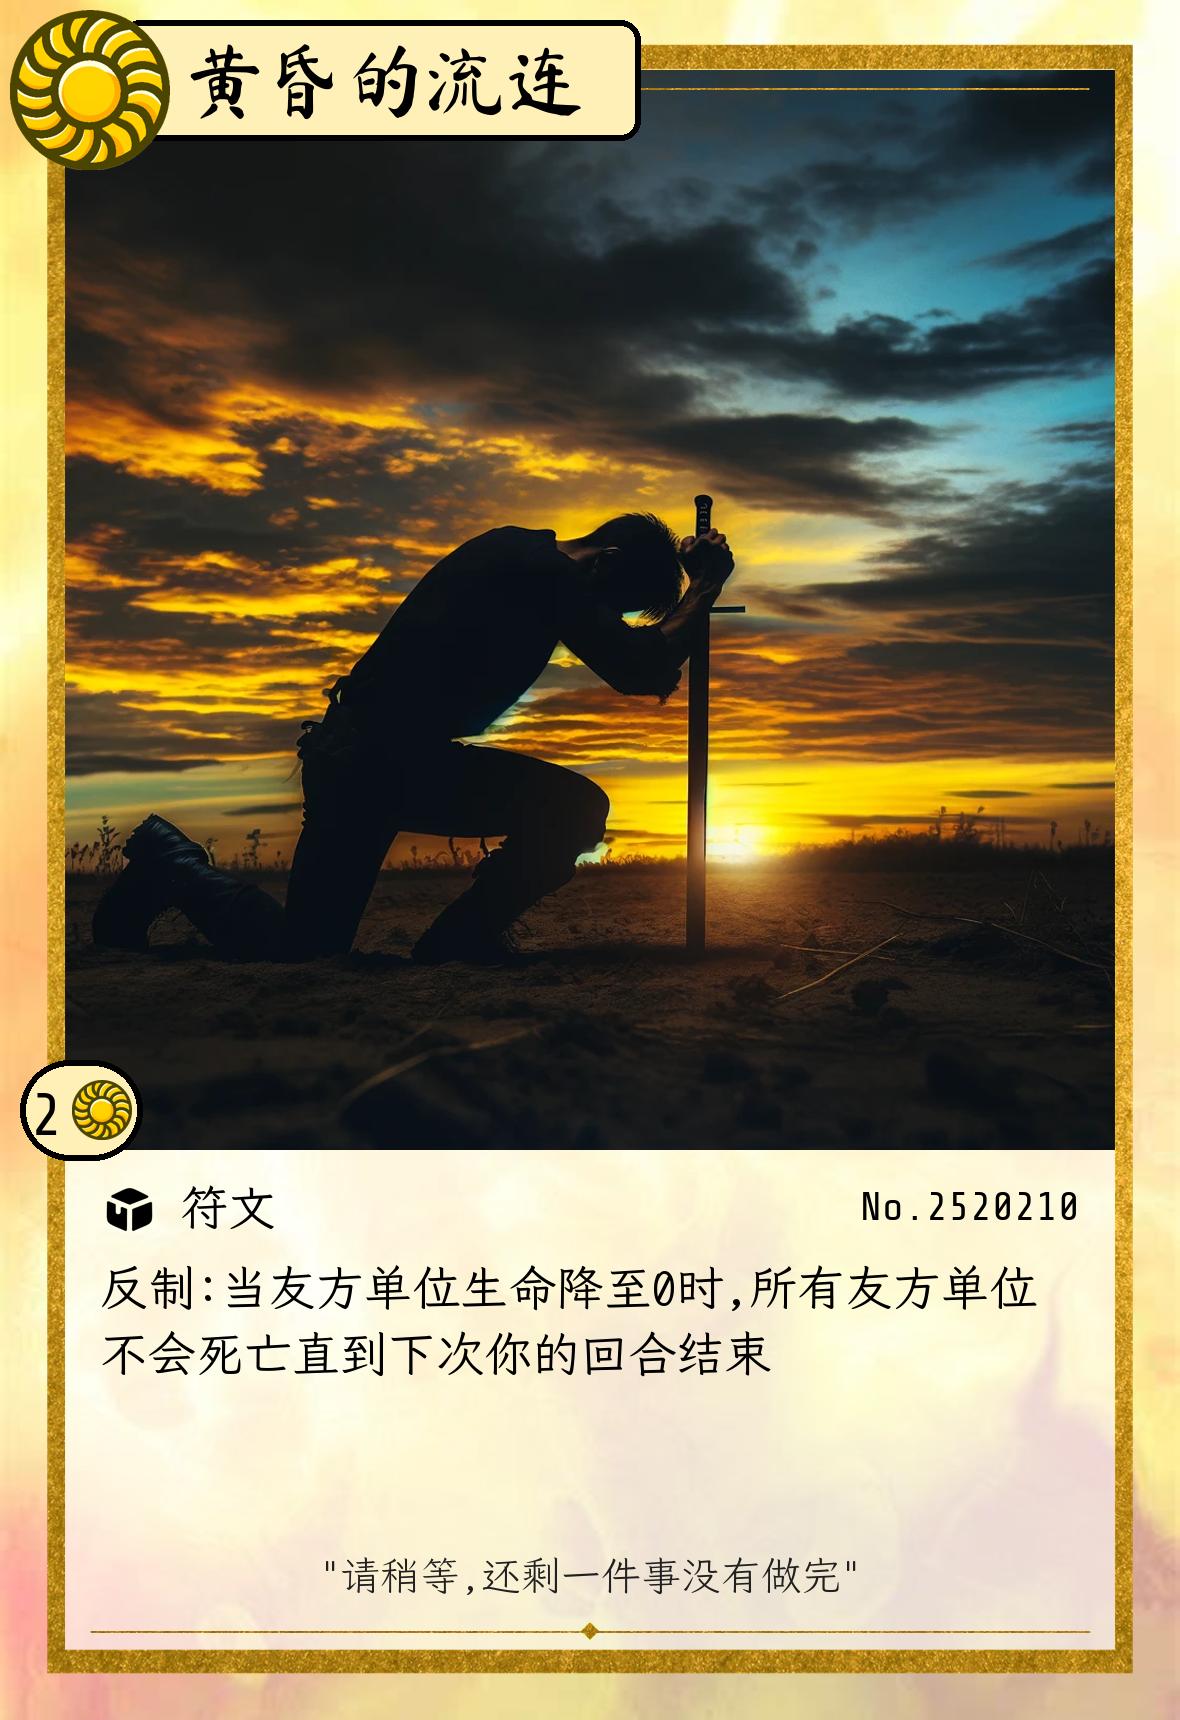 黄昏的流连
2
符文
No.2520210
反制:当友方单位生命降至0时,所有友方单位
不会死亡直到下次你的回合结束
"请稍等,还剩一件事没有做完"